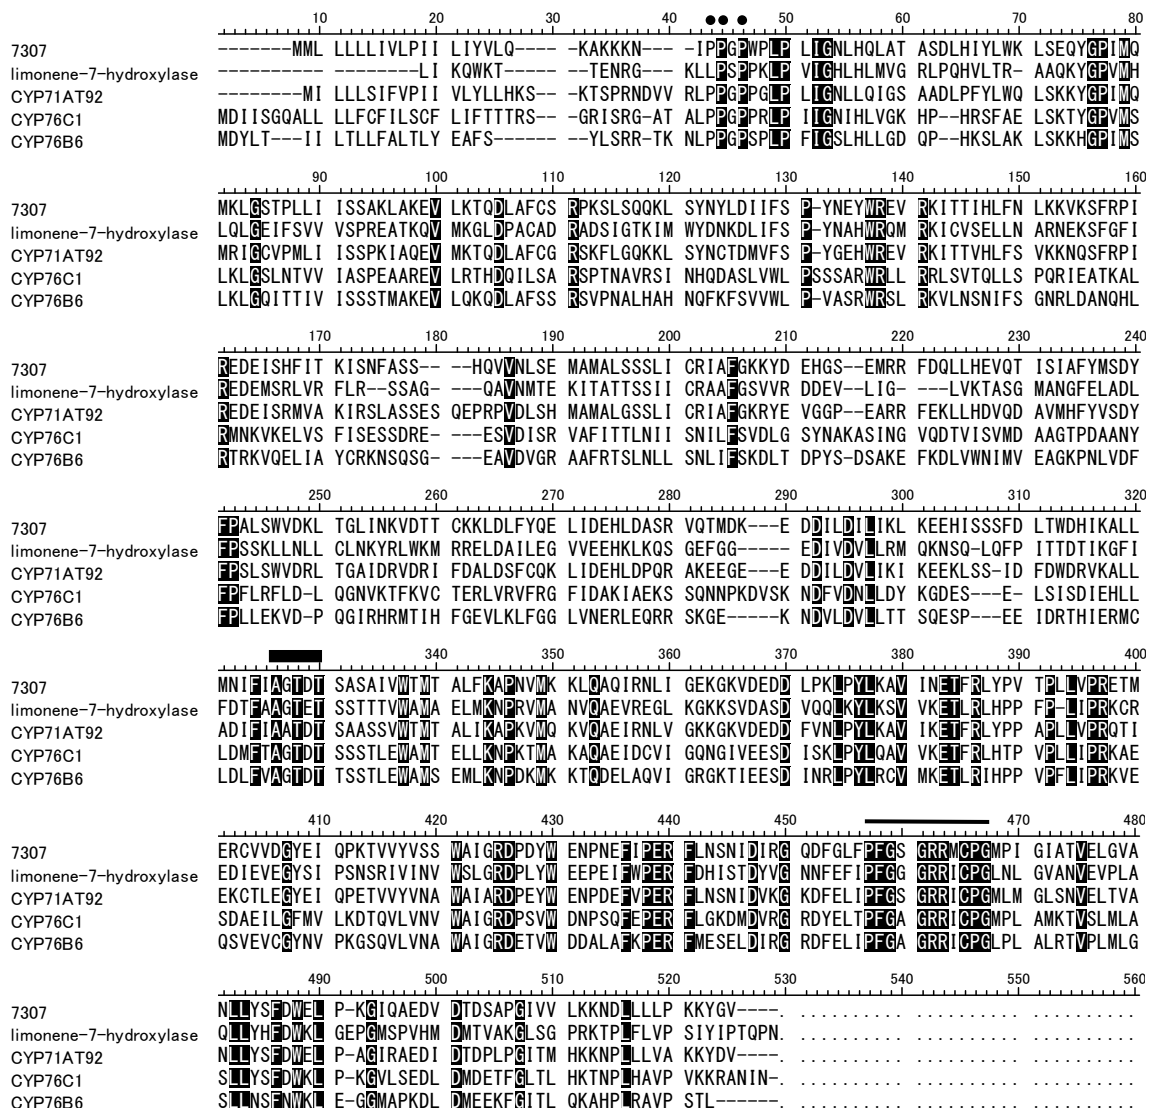 10 20 30 40 50 60 70 80
7307 -------MML LLLLIVLPII LIYVLQ---- -KAKKKN--- -IPPGPWPLP LIGNLHQLAT ASDLHIYLWK LSEQYGPIMQ
limonene-7-hydroxylase ---------- -------LI KQWKT----- --TENRG--- KLLPSPPKLP VIGHLHLMVG RLPQHVLTR- AAQKYGPVMH
CYP71AT92 --------MI LLLSIFVPII VLYLLHKS-- -KTSPRNDVV RLPPGPPGLP LIGNLLQIGS AADLPFYLWQ LSKKYGPIMQ
CYP76C1 MDIISGQALL LLFCFILSCF LIFTTTRS-- -GRISRG-AT ALPPGPPRLP IIGNIHLVGK HP--HRSFAE LSKTYGPVMS
CYP76B6 MDYLT---II LTLLFALTLY EAFS------ --YLSRR-TK NLPPGPSPLP FIGSLHLLGD QP--HKSLAK LSKKHGPIMS
90 100 110 120 130 140 150 160
7307 MKLGSTPLLI ISSAKLAKEV LKTQDLAFCS RPKSLSQQKL SYNYLDIIFS P-YNEYWREV RKITTIHLFN LKKVKSFRPI
limonene-7-hydroxylase LQLGEIFSVV VSPREATKQV MKGLDPACAD RADSIGTKIM WYDNKDLIFS P-YNAHWRQM RKICVSELLN ARNEKSFGFI
CYP71AT92 MRIGCVPMLI ISSPKIAQEV MKTQDLAFCG RSKFLGQKKL SYNCTDMVFS P-YGEHWREV RKITTVHLFS VKKNQSFRPI
CYP76C1 LKLGSLNTVV IASPEAAREV LRTHDQILSA RSPTNAVRSI NHQDASLVWL PSSSARWRLL RRLSVTQLLS PQRIEATKAL
CYP76B6 LKLGQITTIV ISSSTMAKEV LQKQDLAFSS RSVPNALHAH NQFKFSVVWL P-VASRWRSL RKVLNSNIFS GNRLDANQHL
170 180 190 200 210 220 230 240
7307 REDEISHFIT KISNFASS-- --HQVVNLSE MAMALSSSLI CRIAFGKKYD EHGS--EMRR FDQLLHEVQT ISIAFYMSDY
limonene-7-hydroxylase REDEMSRLVR FLR--SSAG- --QAVNMTE KITATTSSII CRAAFGSVVR DDEV--LIG- ---LVKTASG MANGFELADL
CYP71AT92 REDEISRMVA KIRSLASSES QEPRPVDLSH MAMALGSSLI CRIAFGKRYE VGGP--EARR FEKLLHDVQD AVMHFYVSDY
CYP76C1 RMNKVKELVS FISESSDRE- ---ESVDISR VAFITTLNII SNILFSVDLG SYNAKASING VQDTVISVMD AAGTPDAANY
CYP76B6 RTRKVQELIA YCRKNSQSG- ---EAVDVGR AAFRTSLNLL SNLIFSKDLT DPYS-DSAKE FKDLVWNIMV EAGKPNLVDF
250 260 270 280 290 300 310 320
7307 FPALSWVDKL TGLINKVDTT CKKLDLFYQE LIDEHLDASR VQTMDK---E DDILDILIKL KEEHISSSFD LTWDHIKALL
limonene-7-hydroxylase FPSSKLLNLL CLNKYRLWKM RRELDAILEG VVEEHKLKQS GEFGG----- EDIVDVLLRM QKNSQ-LQFP ITTDTIKGFI
CYP71AT92 FPSLSWVDRL TGAIDRVDRI FDALDSFCQK LIDEHLDPQR AKEEGE---E DDILDVLIKI KEEKLSS-ID FDWDRVKALL
CYP76C1 FPFLRFLD-L QGNVKTFKVC TERLVRVFRG FIDAKIAEKS SQNNPKDVSK NDFVDNLLDY KGDES---E- LSISDIEHLL
CYP76B6 FPLLEKVD-P QGIRHRMTIH FGEVLKLFGG LVNERLEQRR SKGE-----K NDVLDVLLTT SQESP---EE IDRTHIERMC
340 350 360 370 380 390 400
7307 MNIFIAGTDT SASAIVWTMT ALFKAPNVMK KLQAQIRNLI GEKGKVDEDD LPKLPYLKAV INETFRLYPV TPLLVPRETM
limonene-7-hydroxylase FDTFAAGTET SSTTTVWAMA ELMKNPRVMA NVQAEVREGL KGKKSVDASD VQQLKYLKSV VKETLRLHPP FP-LIPRKCR
CYP71AT92 ADIFIAATDT SAASSVWTMT ALIKAPKVMQ KVQAEIRNLV GKKGKVDEDD FVNLPYLKAV IKETFRLYPP APLLVPRQTI
CYP76C1 LDMFTAGTDT SSSTLEWAMT ELLKNPKTMA KAQAEIDCVI GQNGIVEESD ISKLPYLQAV VKETFRLHTP VPLLIPRKAE
CYP76B6 LDLFVAGTDT TSSTLEWAMS EMLKNPDKMK KTQDELAQVI GRGKTIEESD INRLPYLRCV MKETLRIHPP VPFLIPRKVE
410 420 430 440 450 460 470 480
7307 ERCVVDGYEI QPKTVVYVSS WAIGRDPDYW ENPNEFIPER FLNSNIDIRG QDFGLFPFGS GRRMCPGMPI GIATVELGVA
limonene-7-hydroxylase EDIEVEGYSI PSNSRIVINV WSLGRDPLYW EEPEIFWPER FDHISTDYVG NNFEFIPFGG GRRICPGLNL GVANVEVPLA
CYP71AT92 EKCTLEGYEI QPETVVYVNA WAIARDPEYW ENPDEFVPER FLNSNIDVKG KDFELIPFGS GRRICPGMLM GLSNVELTVA
CYP76C1 SDAEILGFMV LKDTQVLVNV WAIGRDPSVW DNPSQFEPER FLGKDMDVRG RDYELTPFGA GRRICPGMPL AMKTVSLMLA
CYP76B6 QSVEVCGYNV PKGSQVLVNA WAIGRDETVW DDALAFKPER FMESELDIRG RDFELIPFGA GRRICPGLPL ALRTVPLMLG
490 500 510 520 530 540 550 560
7307 NLLYSFDWEL P-KGIQAEDV DTDSAPGIVV LKKNDLLLLP KKYGV----. .......... .......... ..........
limonene-7-hydroxylase QLLYHFDWKL GEPGMSPVHM DMTVAKGLSG PRKTPLFLVP SIYIPTQPN. .......... .......... ..........
CYP71AT92 NLLYSFDWEL P-AGIRAEDI DTDPLPGITM HKKNPLLLVA KKYDV----. .......... .......... ..........
CYP76C1 SLLYSFDWKL P-KGVLSEDL DMDETFGLTL HKTNPLHAVP VKKRANIN-. .......... .......... ..........
CYP76B6 SLLNSFNWKL E-GGMAPKDL DMEEKFGITL QKAHPLRAVP STL------. .......... .......... ..........